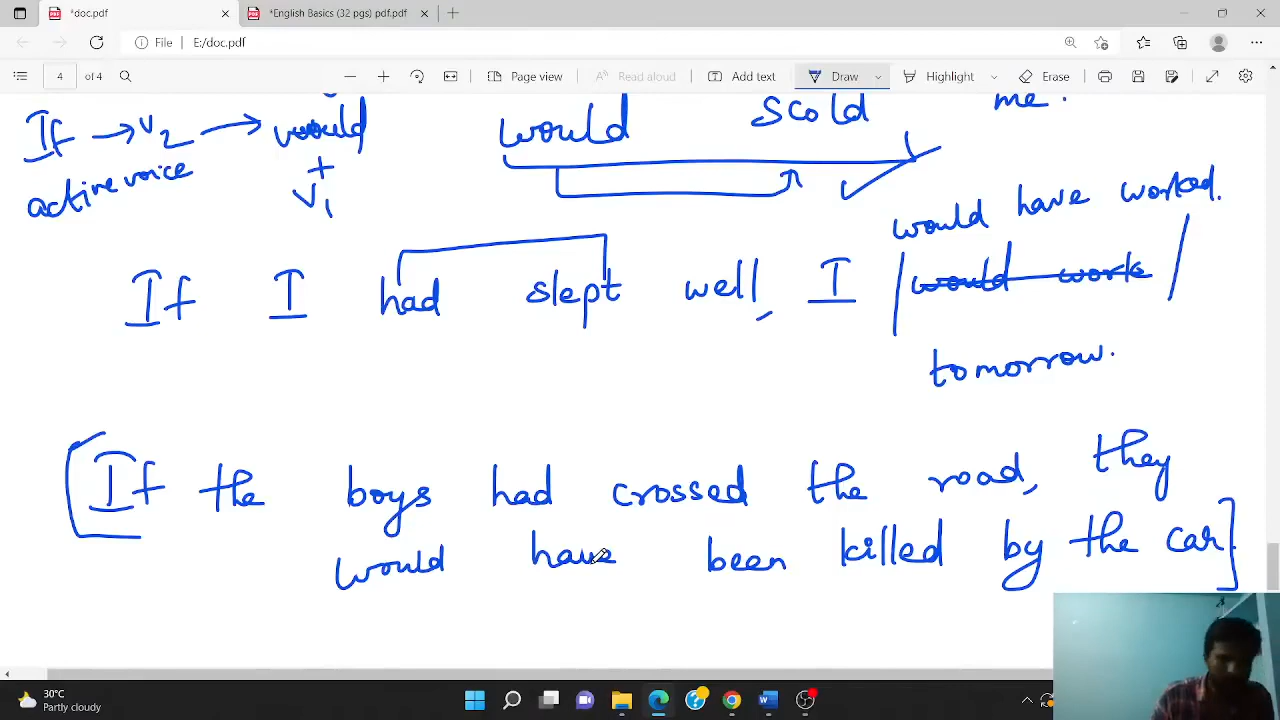 *doc.pdf
*English Basics (32 pgs) pdf.pdf
File
E:/doc.pdf
4 of 4
Page view
Read aloud
Add text
Draw
Highlight
Erase
If → V2 → would + V1
active voice
would scold me.
would have worked.
If I had slept well, I would work
tomorrow.
[If the boys had crossed the road, they
would have been killed by the car.]
30°C
Partly cloudy